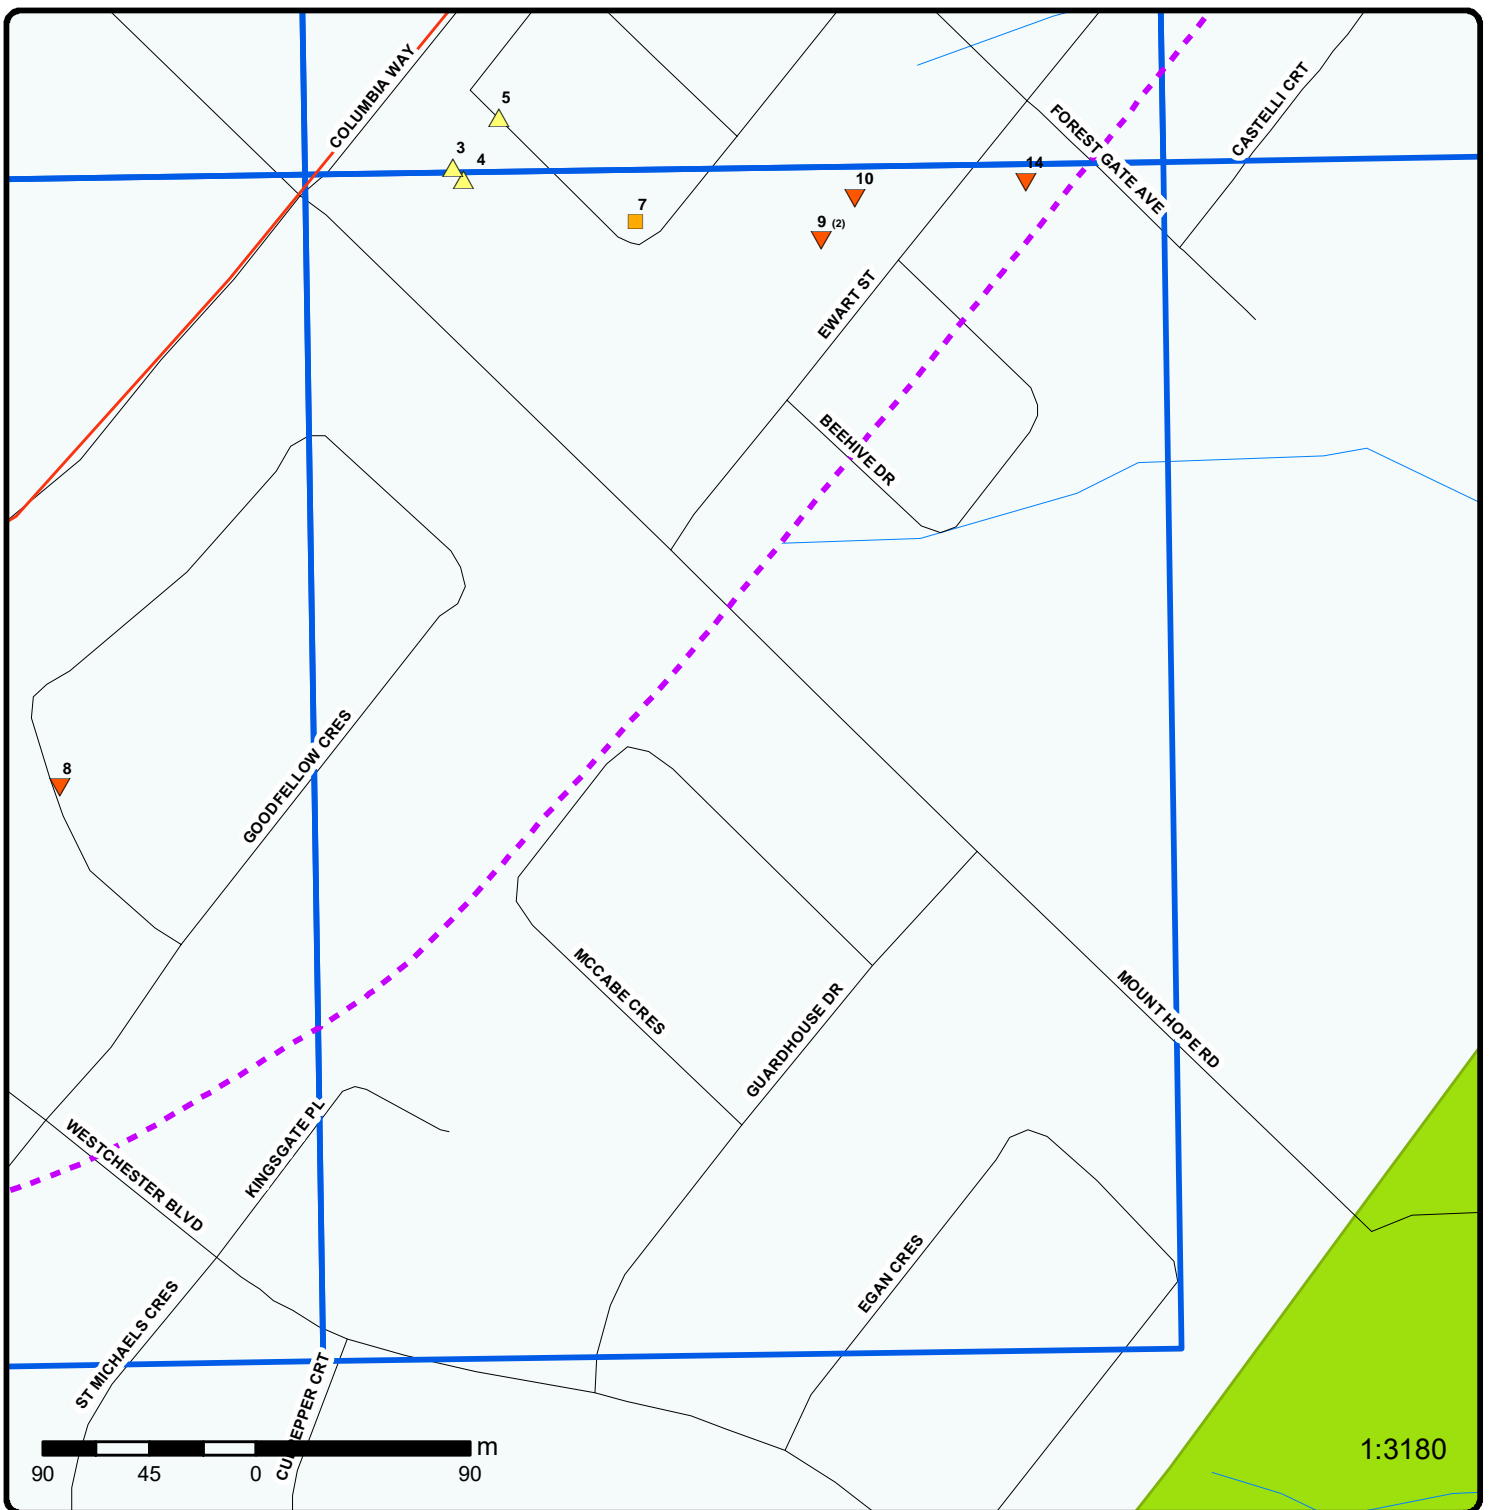 COLUMBIA WAY
5
3
4
CASTELLI CRT
FOREST GATE AVE
14
10
7
9 (2)
EWART ST
BEEHIVE DR
GOODFELLOW CRES
8
MCCABE CRES
GUARDHOUSE DR
MOUNT HOPE RD
KINGSGATE PL
WESTCHESTER BLVD
EGAN CRES
ST MICHAELS CRES
m
90 45 0 90
1:3180